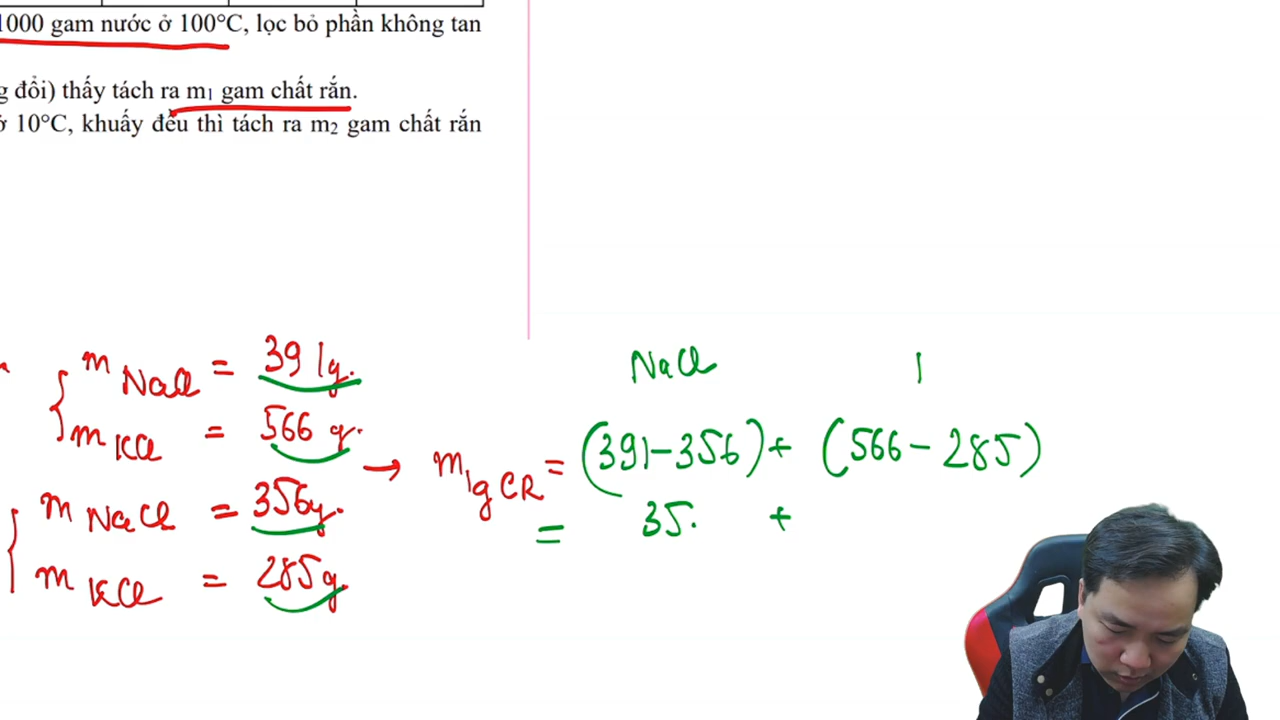 1000 gam nước ở 100°C, lọc bỏ phần không tan
g đổi) thấy tách ra m₁ gam chất rắn.
ở 10°C, khuấy đều thì tách ra m₂ gam chất rắn
m NaCl = 391g.
m KCl = 566 g.
m NaCl = 356g.
m KCl = 285g.
NaCl
→ m₁ g CR = (391-356) + (566-285)
= 35. +